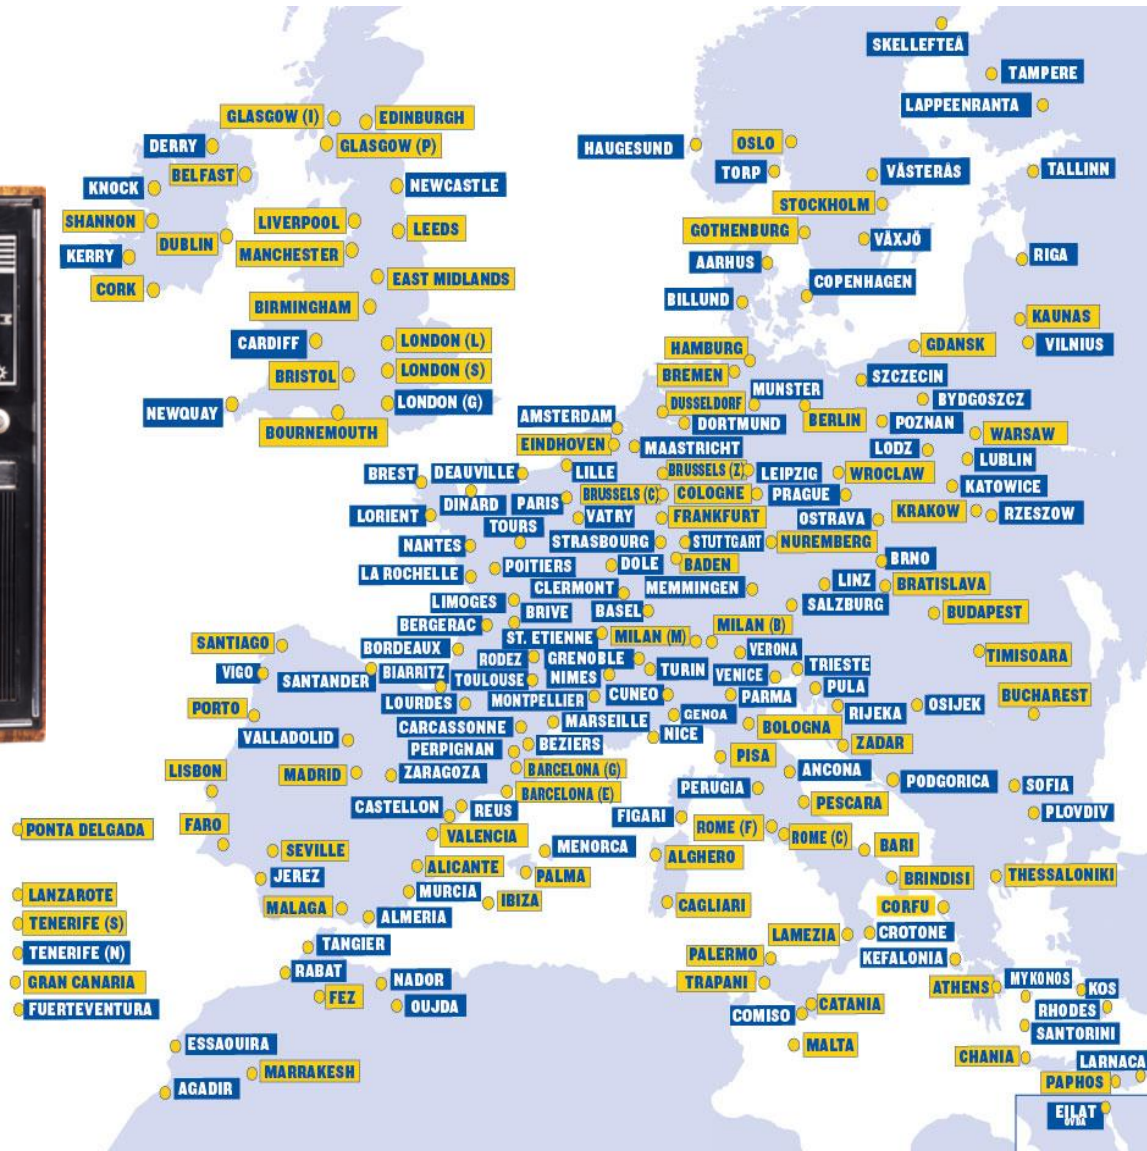 SKELLEFTEÅ
TAMPERE
LAPPEENRANTA
GLASGOW (I)
EDINBURGH
DERRY
GLASGOW (P)
HAUGESUND
OSLO
BELFAST
TORP
VÄSTERÅS
TALLINN
KNOCK
NEWCASTLE
STOCKHOLM
SHANNON
LIVERPOOL
LEEDS
GOTHENBURG
DUBLIN
MANCHESTER
VÄXJÖ
KERRY
AARHUS
RIGA
CORK
EAST MIDLANDS
COPENHAGEN
BILLUND
BIRMINGHAM
KAUNAS
CARDIFF
LONDON (L)
HAMBURG
GDANSK
VILNIUS
BRISTOL
LONDON (S)
BREMEN
SZCZECIN
MUNSTER
NEWQUAY
LONDON (G)
DUSSELDORF
BYDGOSZCZ
AMSTERDAM
DORTMUND
BERLIN
POZNAN
BOURNEMOUTH
WARSAW
EINDHOVEN
MAASTRICHT
LODZ
LUBLIN
BREST
DEAUVILLE
LILLE
BRUSSELS (Z)
LEIPZIG
WROCLAW
KATOWICE
DINARD
PARIS
BRUSSELS (C)
COLOGNE
PRAGUE
LORIENT
TOURS
VATRY
FRANKFURT
OSTRAVA
KRAKOW
RZESZOW
NANTES
STRASBOURG
STUTTGART
NUREMBERG
BRNO
LA ROCHELLE
POITIERS
DOLE
BADEN
CLERMONT
MEMMINGEN
LINZ
BRATISLAVA
LIMOGES
BRIVE
BASEL
SALZBURG
BUDAPEST
BERGERAC
MILAN (B)
SANTIAGO
BORDEAUX
ST. ETIENNE
MILAN (M)
VERONA
TIMISOARA
RODEZ
GRENOBLE
VIGO
SANTANDER
BIARRITZ
TOULOUSE
NIMES
TURIN
VENICE
TRIESTE
PULA
BUCHAREST
PORTO
LOURDES
MONTPELLIER
CUNEO
PARMA
RIJEKA
OSIJEK
VALLADOLID
CARCASSONNE
MARSEILLE
GENOA
NICE
BOLOGNA
ZADAR
PERPIGNAN
BEZIERS
PISA
LISBON
MADRID
ZARAGOZA
BARCELONA (G)
ANCONA
PODGORICA
SOFIA
BARCELONA (E)
PERUGIA
CASTELLON
REUS
PESCARA
PLOVDIV
PONTA DELGADA
FARO
VALENCIA
FIGARI
ROME (F)
ROME (C)
SEVILLE
MENORCA
ALGHERO
BARI
ALICANTE
PALMA
JEREZ
BRINDISI
THESSALONIKI
LANZAROTE
MURCIA
IBIZA
MALAGA
CAGLIARI
CORFU
TENERIFE (S)
ALMERIA
LAMEZIA
CROTONE
TENERIFE (N)
TANGIER
PALERMO
KEFALONIA
RABAT
GRAN CANARIA
NADOR
TRAPANI
ATHENS
MYKONOS
KOS
FUERTEVENTURA
FEZ
OUJDA
COMISO
CATANIA
RHODES
SANTORINI
ESSAOUIRA
MALTA
CHANIA
LARNACA
MARRAKESH
PAPHOS
AGADIR
EILAT
OVDA